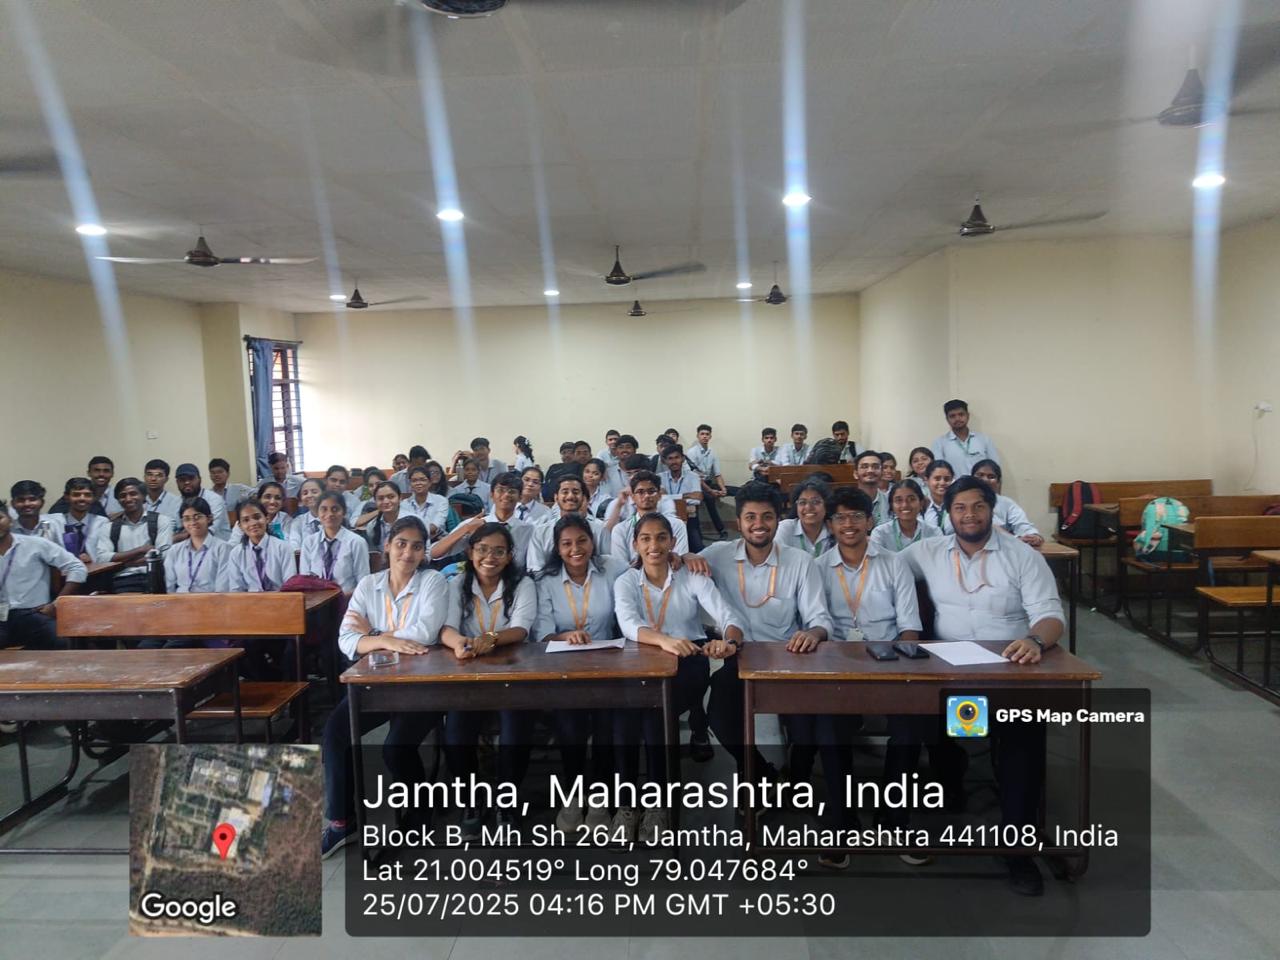 GPS Map Camera
Jamtha, Maharashtra, India
Block B, Mh Sh 264, Jamtha, Maharashtra 441108, India
Lat 21.004519° Long 79.047684°
25/07/2025 04:16 PM GMT +05:30
Google